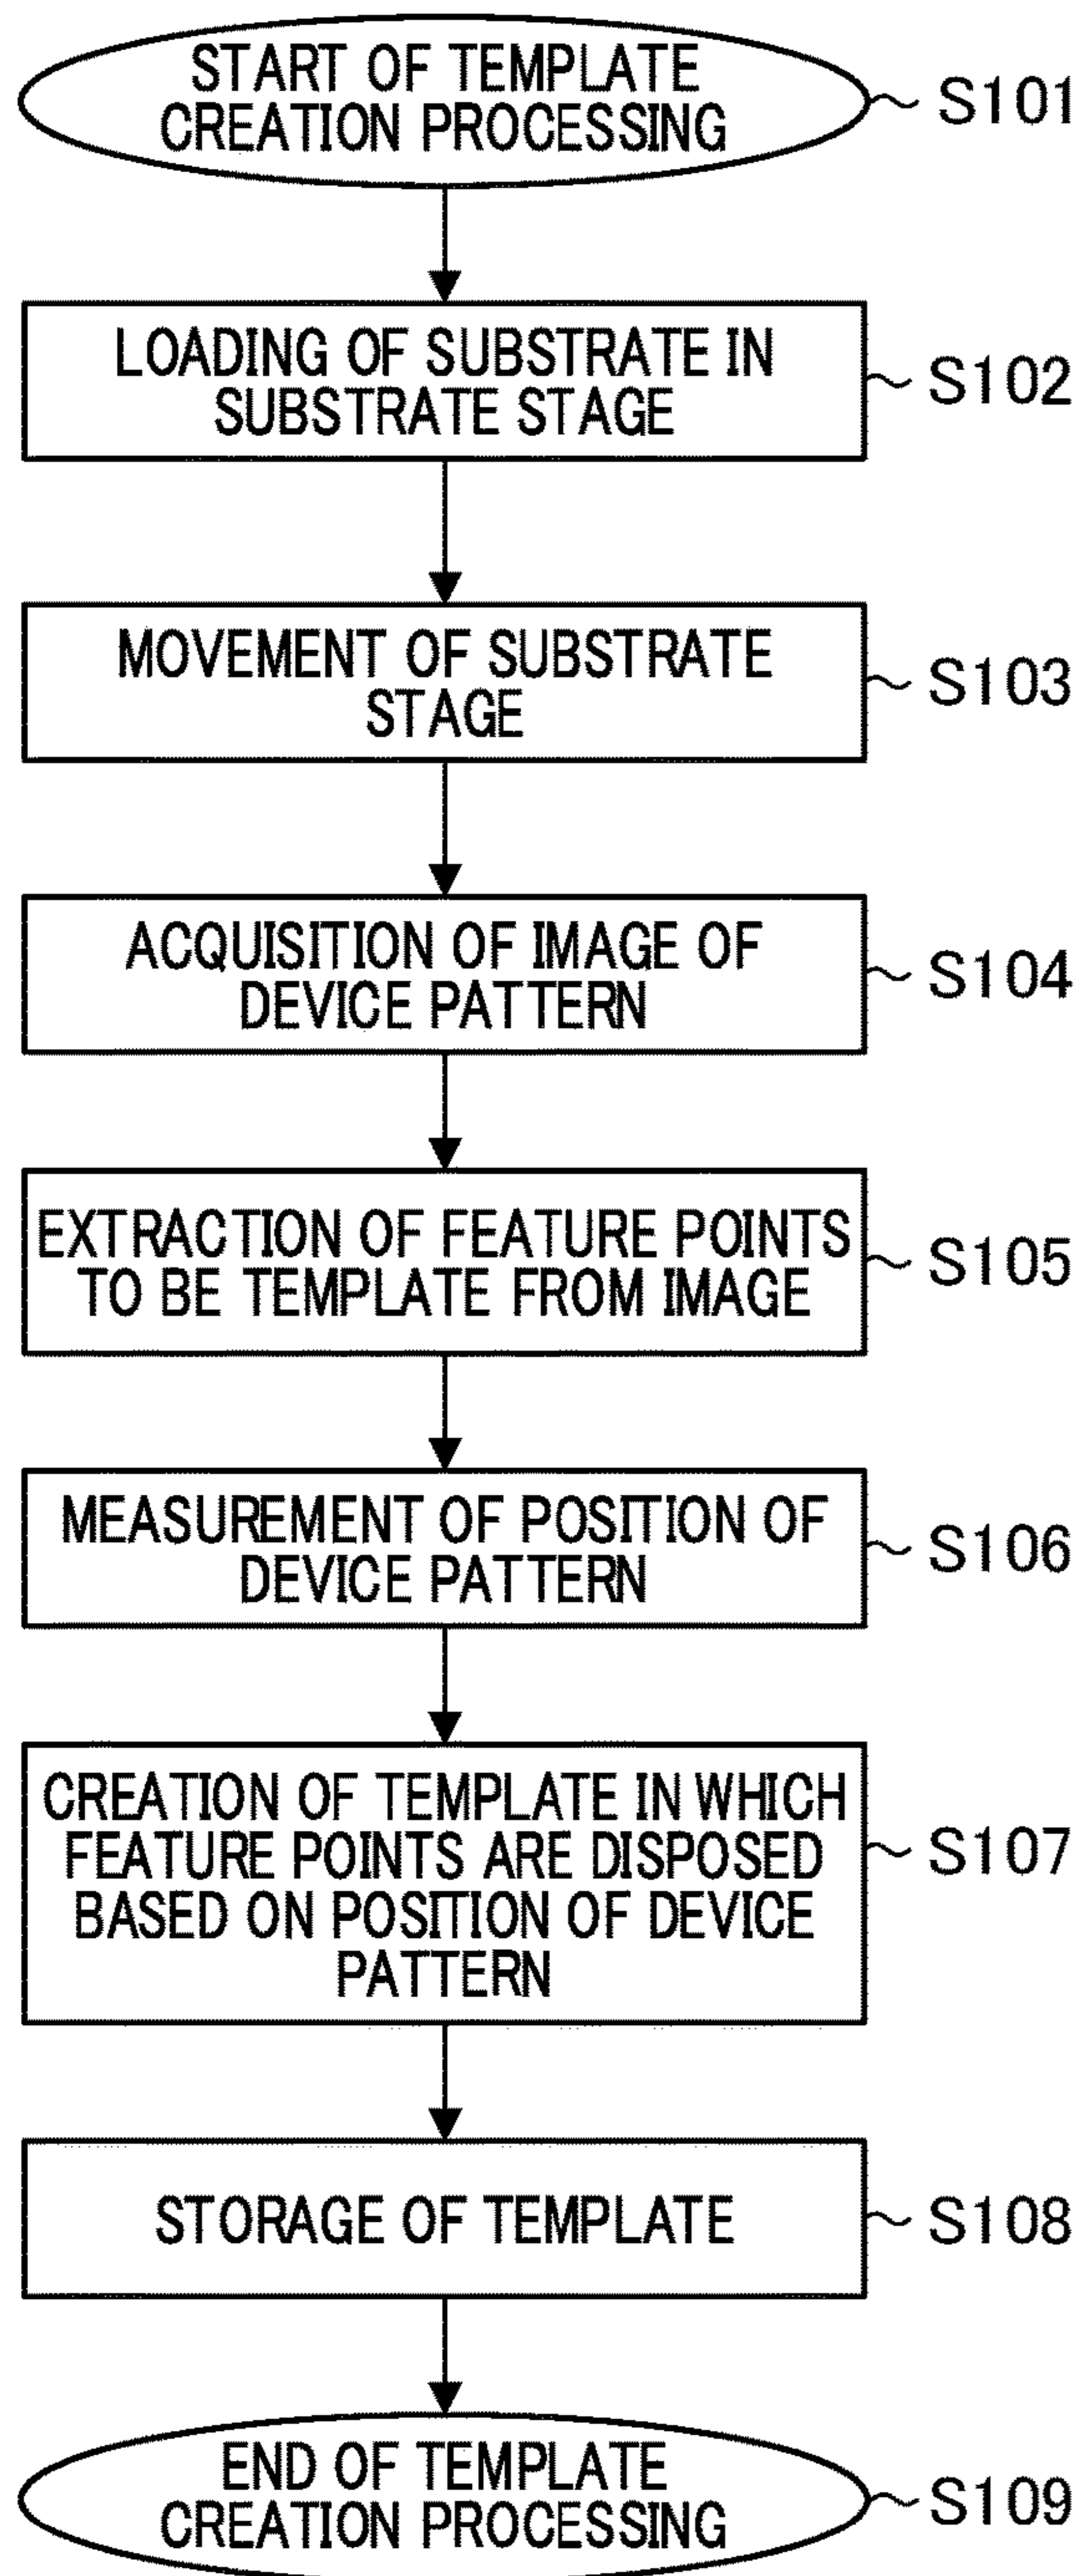 START OF TEMPLATE
CREATION PROCESSING
S101
LOADING OF SUBSTRATE IN
SUBSTRATE STAGE
S102
MOVEMENT OF SUBSTRATE
STAGE
S103
ACQUISITION OF IMAGE OF
DEVICE PATTERN
S104
EXTRACTION OF FEATURE POINTS
TO BE TEMPLATE FROM IMAGE
S105
MEASUREMENT OF POSITION OF
DEVICE PATTERN
S106
CREATION OF TEMPLATE IN WHICH
FEATURE POINTS ARE DISPOSED
BASED ON POSITION OF DEVICE
PATTERN
S107
STORAGE OF TEMPLATE
S108
END OF TEMPLATE
CREATION PROCESSING
S109